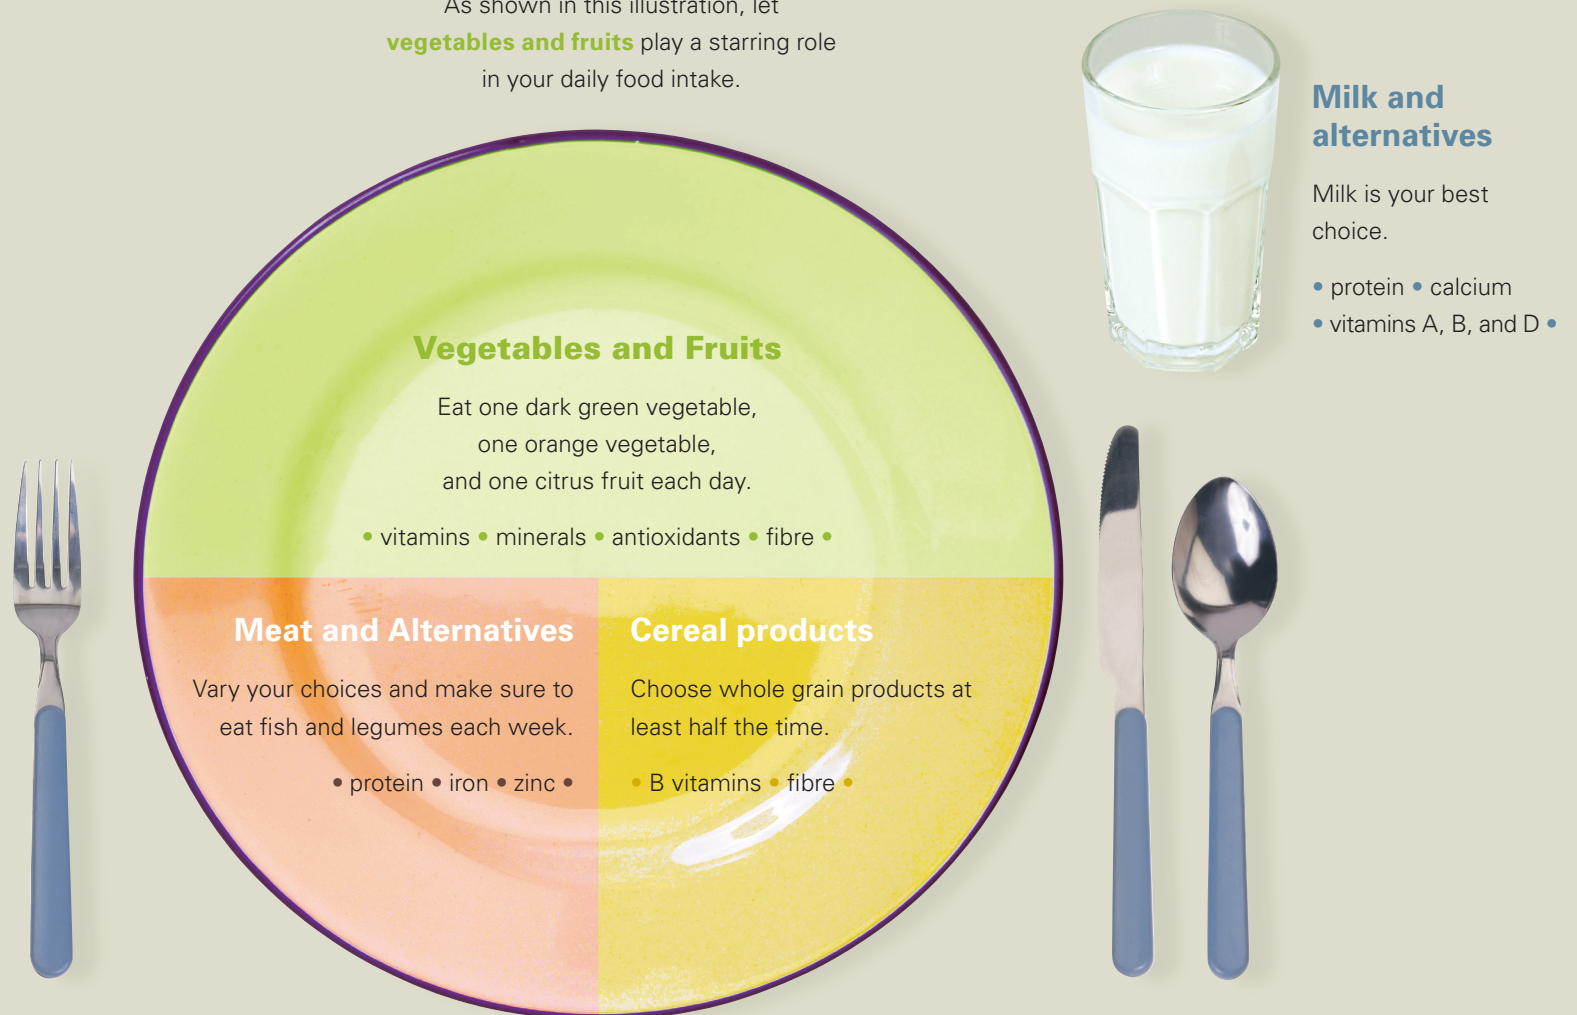 As shown in this illustration, let
vegetables and fruits play a starring role
in your daily food intake.
Milk and
alternatives
Milk is your best
choice.
• protein • calcium
• vitamins A, B, and D •
Vegetables and Fruits
Eat one dark green vegetable,
one orange vegetable,
and one citrus fruit each day.
• vitamins • minerals • antioxidants • fibre •
Meat and Alternatives
Vary your choices and make sure to
eat fish and legumes each week.
• protein • iron • zinc •
Cereal products
Choose whole grain products at
least half the time.
• B vitamins • fibre •